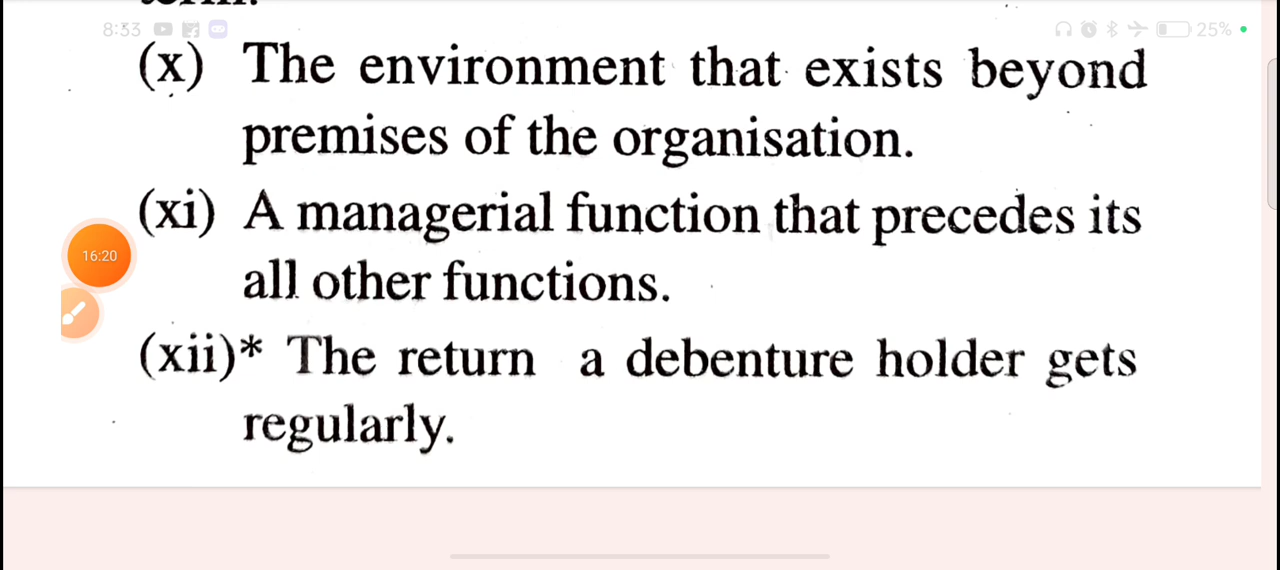 8:33 25%
(x) The environment that exists beyond
premises of the organisation.
(xi) A managerial function that precedes its
all other functions.
16:20
(xii)* The return a debenture holder gets
regularly.